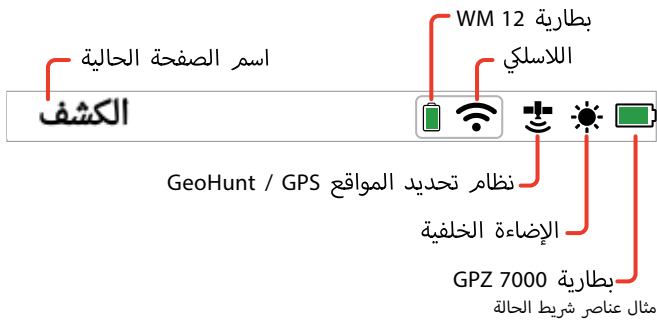 بطارية WM 12
اللاسلكي
اسم الصفحة الحالية
الكشف
نظام تحديد المواقع GeoHunt / GPS
الإضاءة الخلفية
بطارية GPZ 7000
مثال عناصر شريط الحالة